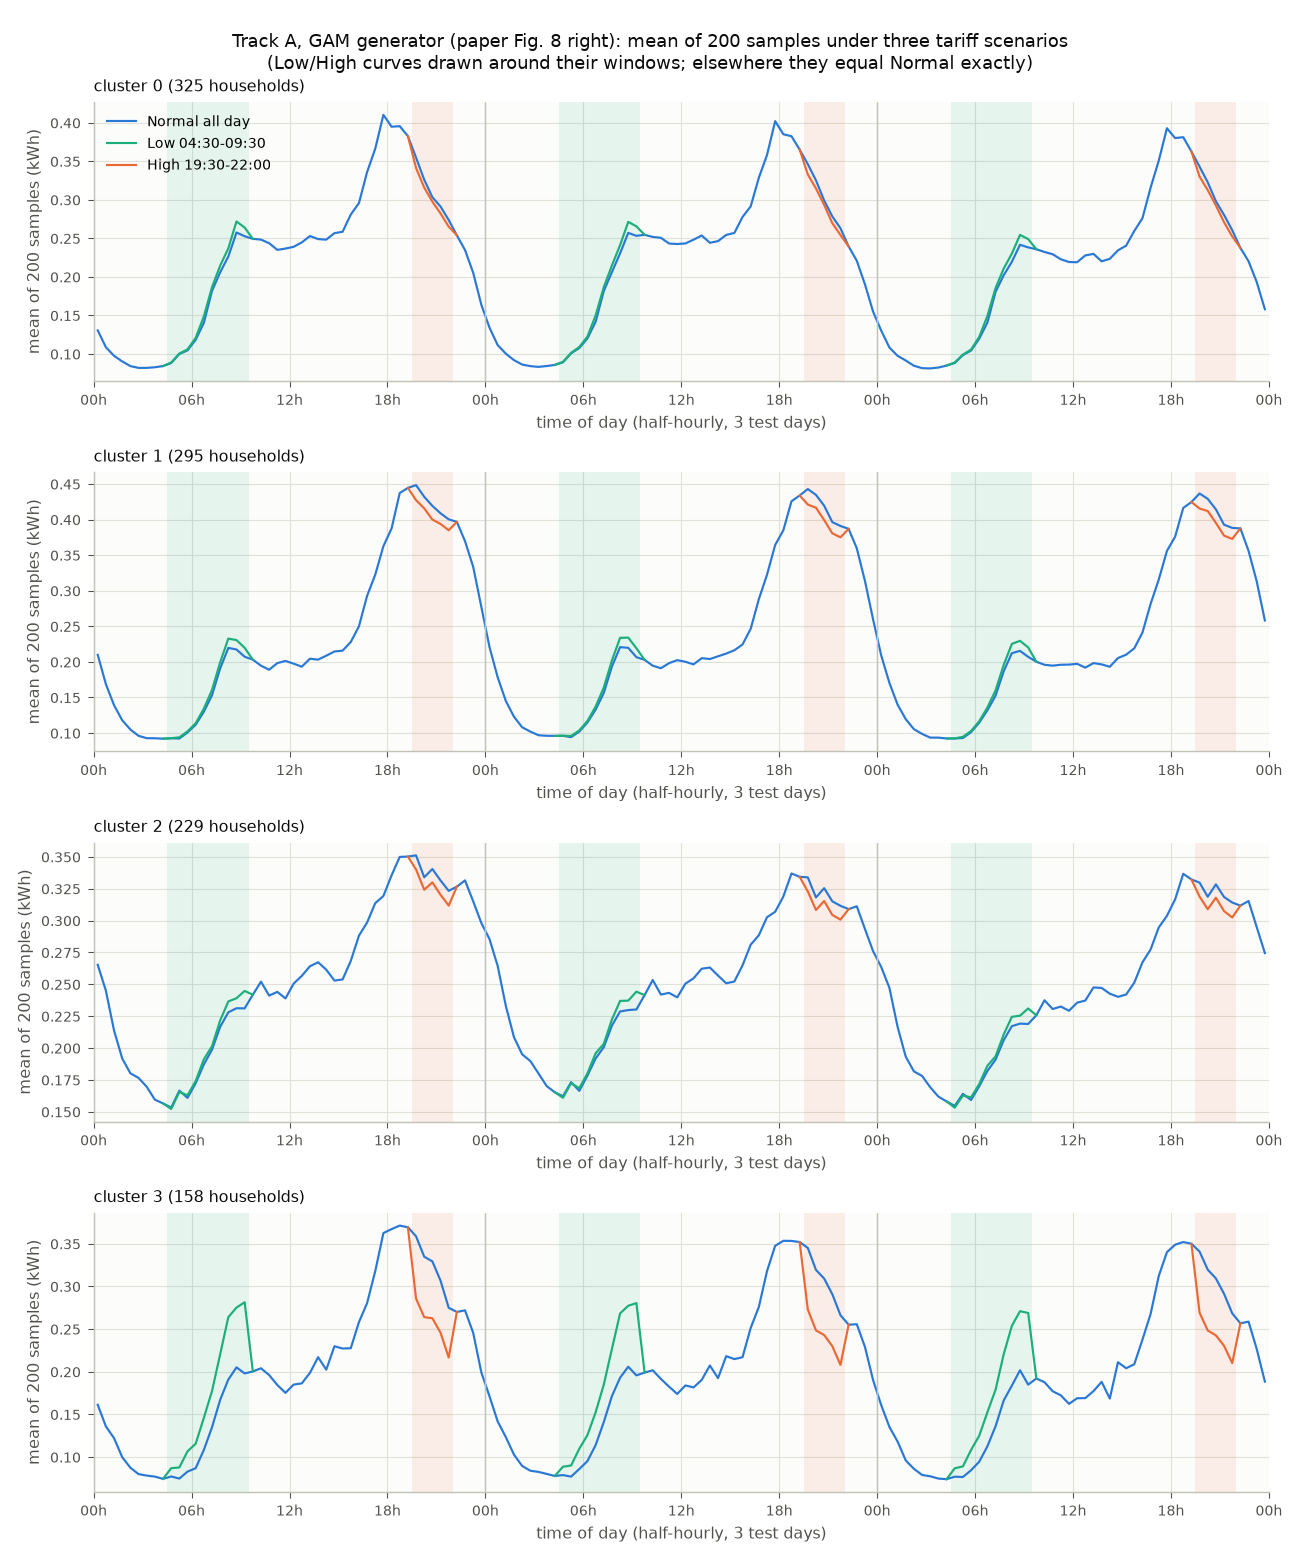 Track A, GAM generator (paper Fig. 8 right): mean of 200 samples under three tariff scenarios
(Low/High curves drawn around their windows; elsewhere they equal Normal exactly)
cluster 0 (325 households)
Normal all day
Low 04:30-09:30
High 19:30-22:00
mean of 200 samples (kWh)
0.40
0.35
0.30
0.25
0.20
0.15
0.10
00h 06h 12h 18h 00h 06h 12h 18h 00h 06h 12h 18h 00h
time of day (half-hourly, 3 test days)
cluster 1 (295 households)
mean of 200 samples (kWh)
0.45
0.40
0.35
0.30
0.25
0.20
0.15
0.10
00h 06h 12h 18h 00h 06h 12h 18h 00h 06h 12h 18h 00h
time of day (half-hourly, 3 test days)
cluster 2 (229 households)
mean of 200 samples (kWh)
0.350
0.325
0.300
0.275
0.250
0.225
0.200
0.175
0.150
00h 06h 12h 18h 00h 06h 12h 18h 00h 06h 12h 18h 00h
time of day (half-hourly, 3 test days)
cluster 3 (158 households)
mean of 200 samples (kWh)
0.35
0.30
0.25
0.20
0.15
0.10
00h 06h 12h 18h 00h 06h 12h 18h 00h 06h 12h 18h 00h
time of day (half-hourly, 3 test days)